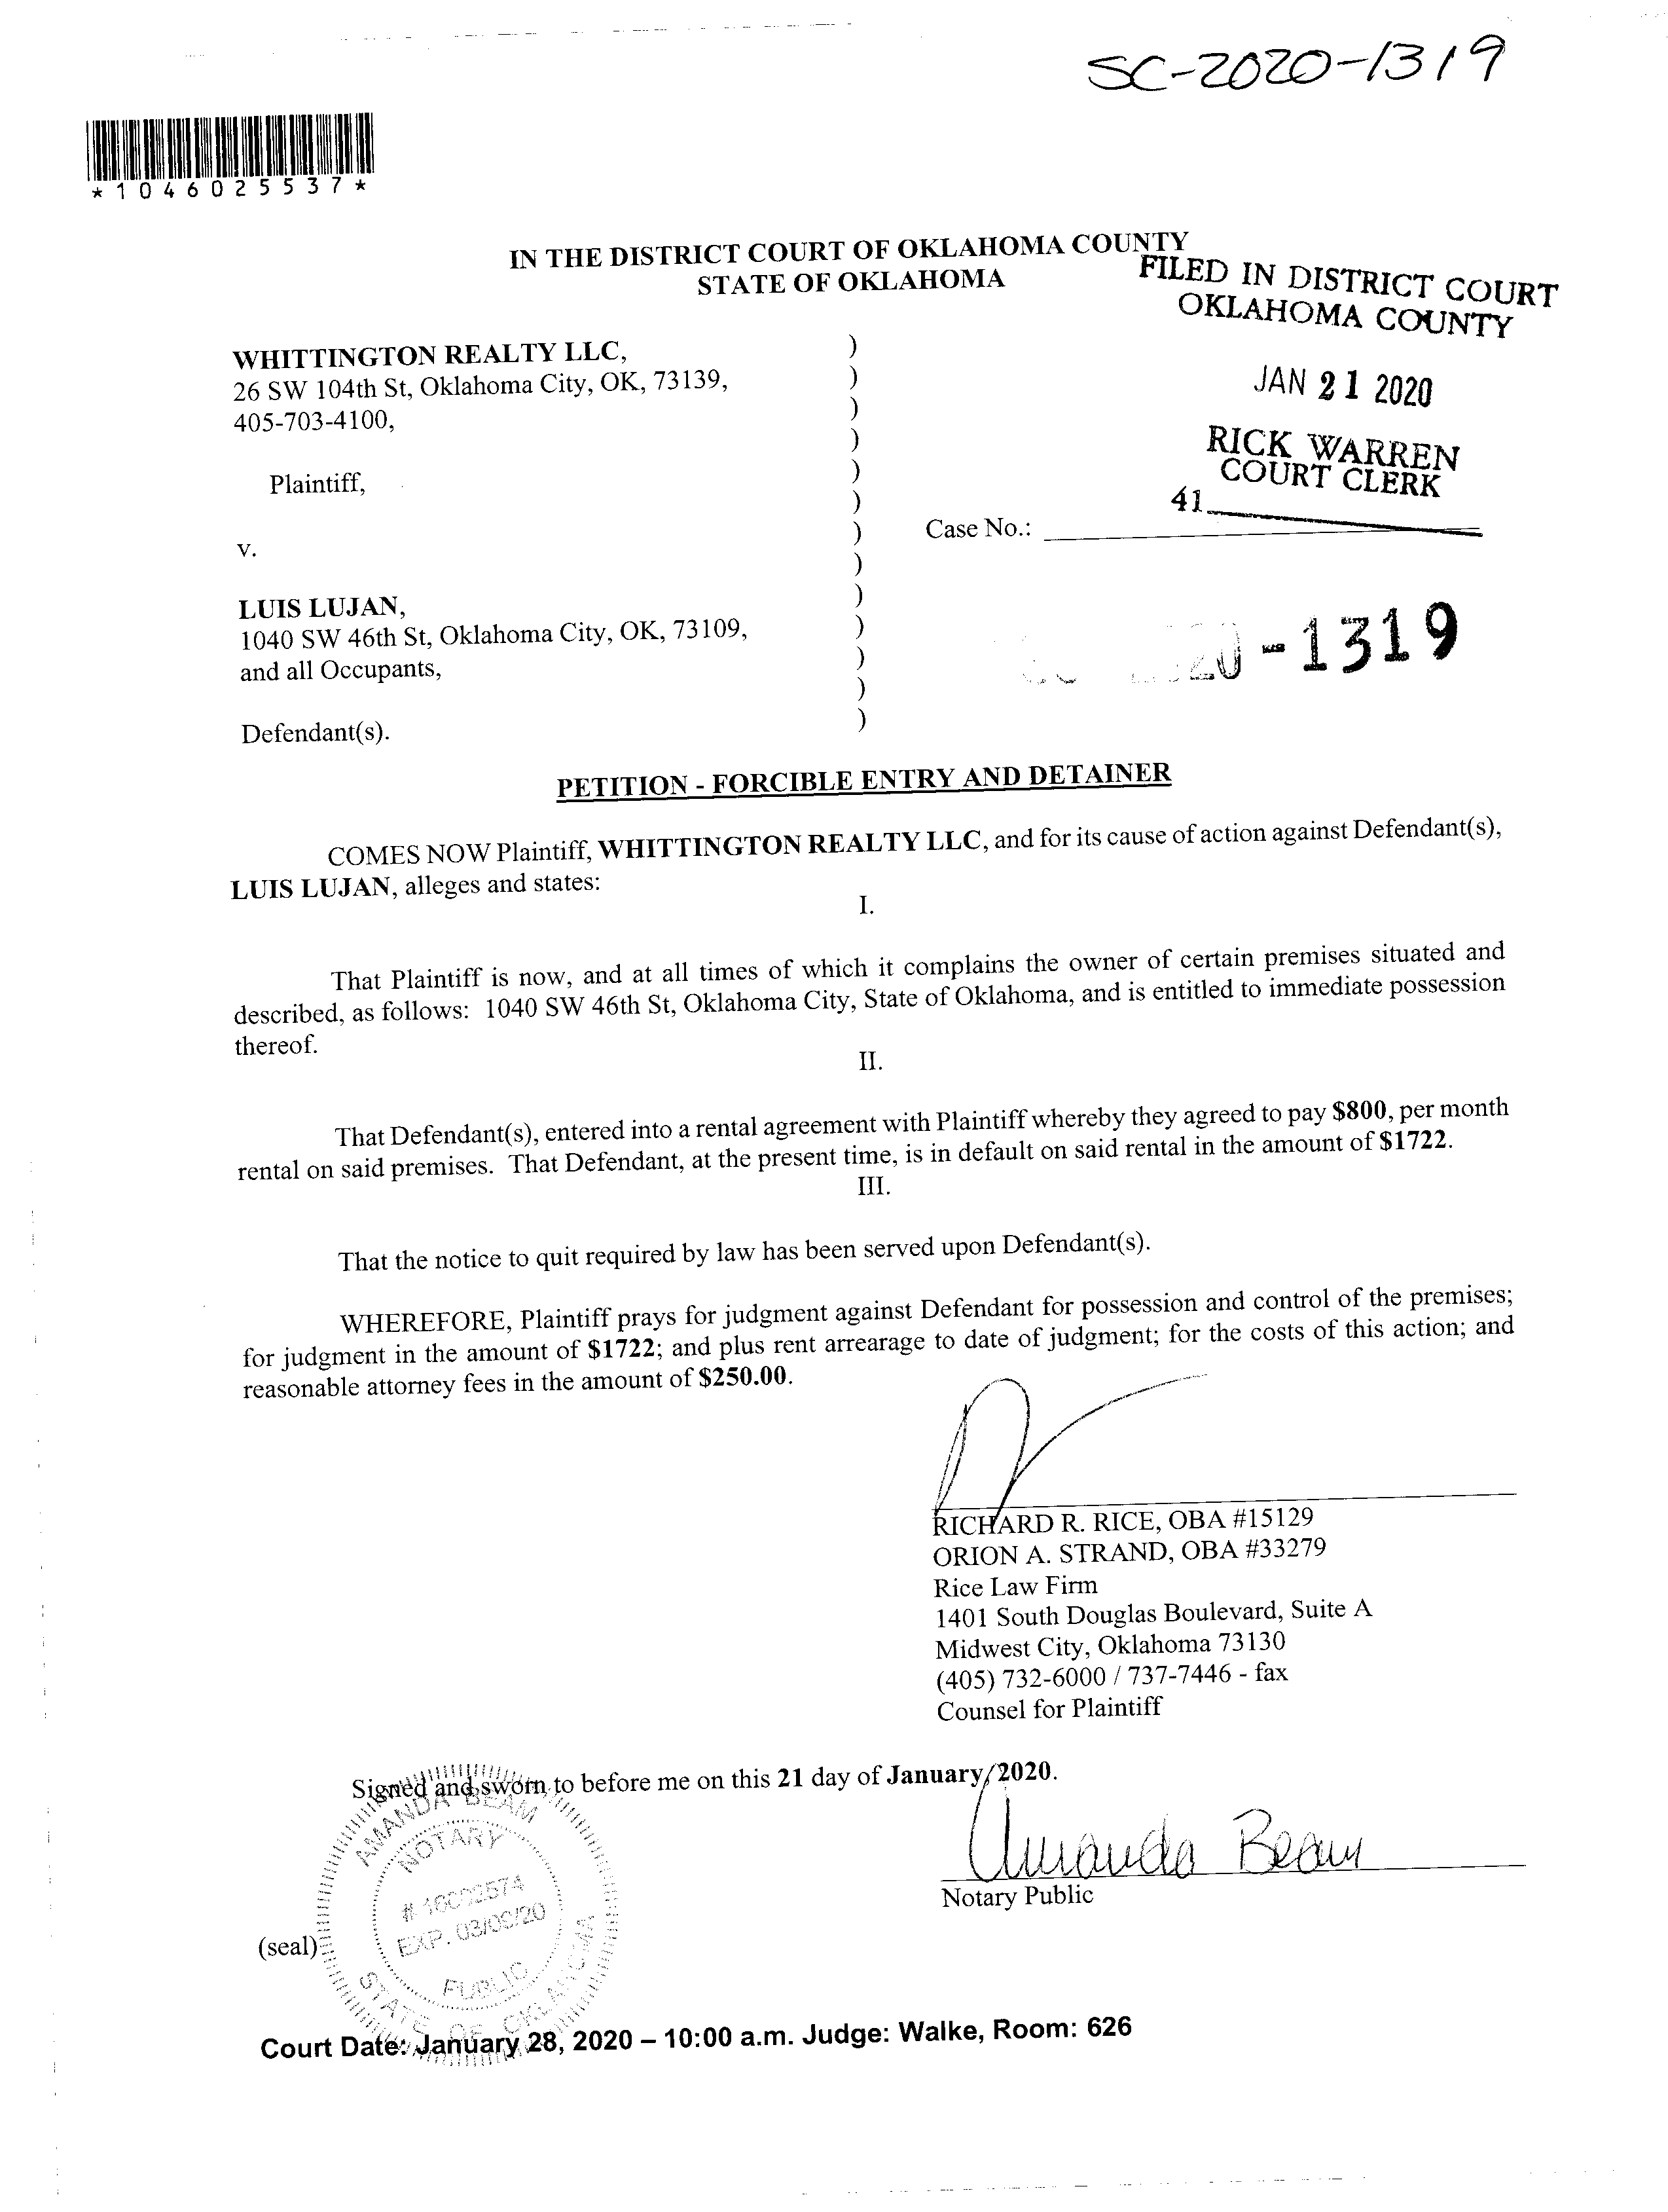 SC-2020-1319
*1046025537*
IN THE DISTRICT COURT OF OKLAHOMA COUNTY
STATE OF OKLAHOMA
FILED IN DISTRICT COURT
OKLAHOMA COUNTY
JAN 21 2020
RICK WARREN
COURT CLERK
41
WHITTINGTON REALTY LLC, )
26 SW 104th St, Oklahoma City, OK, 73139, )
405-703-4100, )
)
Plaintiff, )
)
v. ) Case No.:
)
LUIS LUJAN, )
1040 SW 46th St, Oklahoma City, OK, 73109, )
and all Occupants, )
)
Defendant(s). )
20-1319
PETITION - FORCIBLE ENTRY AND DETAINER
COMES NOW Plaintiff, WHITTINGTON REALTY LLC, and for its cause of action against Defendant(s),
LUIS LUJAN, alleges and states:
I.
That Plaintiff is now, and at all times of which it complains the owner of certain premises situated and
described, as follows: 1040 SW 46th St, Oklahoma City, State of Oklahoma, and is entitled to immediate possession
thereof.
II.
That Defendant(s), entered into a rental agreement with Plaintiff whereby they agreed to pay $800, per month
rental on said premises. That Defendant, at the present time, is in default on said rental in the amount of $1722.
III.
That the notice to quit required by law has been served upon Defendant(s).
WHEREFORE, Plaintiff prays for judgment against Defendant for possession and control of the premises;
for judgment in the amount of $1722; and plus rent arrearage to date of judgment; for the costs of this action; and
reasonable attorney fees in the amount of $250.00.
RICHARD R. RICE, OBA #15129
ORION A. STRAND, OBA #33279
Rice Law Firm
1401 South Douglas Boulevard, Suite A
Midwest City, Oklahoma 73130
(405) 732-6000 / 737-7446 - fax
Counsel for Plaintiff
Signed and sworn to before me on this 21 day of January, 2020.
Amanda Beam
Notary Public
AMANDA BEAM
NOTARY
EXP.
PUBLIC
STATE OF OKLAHOMA
(seal)
Court Date: January 28, 2020 – 10:00 a.m. Judge: Walke, Room: 626